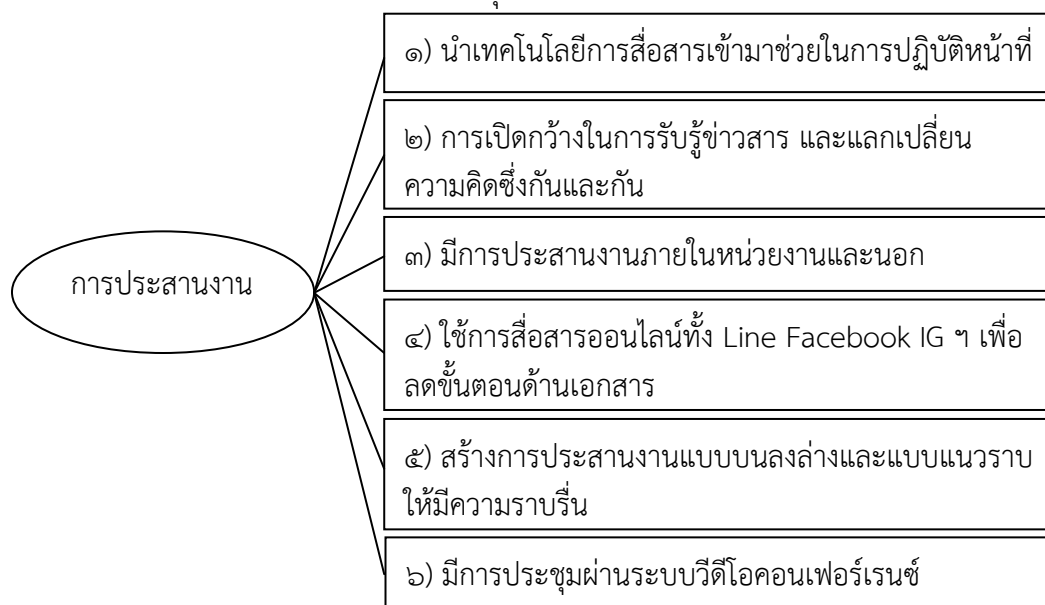 ๑) นำเทคโนโลยีการสื่อสารเข้ามาช่วยในการปฏิบัติหน้าที่
๒) การเปิดกว้างในการรับรู้ข่าวสาร และแลกเปลี่ยน
ความคิดซึ่งกันและกัน
๓) มีการประสานงานภายในหน่วยงานและนอก
การประสานงาน
๔) ใช้การสื่อสารออนไลน์ทั้ง Line Facebook IG ฯ เพื่อ
ลดขั้นตอนด้านเอกสาร
๕) สร้างการประสานงานแบบบนลงล่างและแบบแนวราบ
ให้มีความราบรื่น
๖) มีการประชุมผ่านระบบวีดีโอคอนเฟอร์เรนซ์